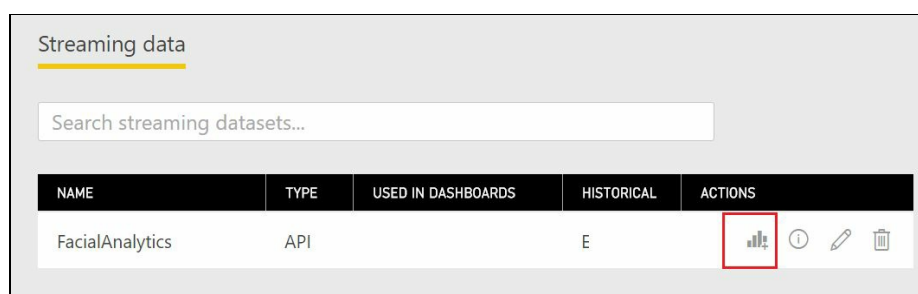 Streaming data
Search streaming datasets...
NAME TYPE USED IN DASHBOARDS HISTORICAL ACTIONS
FacialAnalytics API E